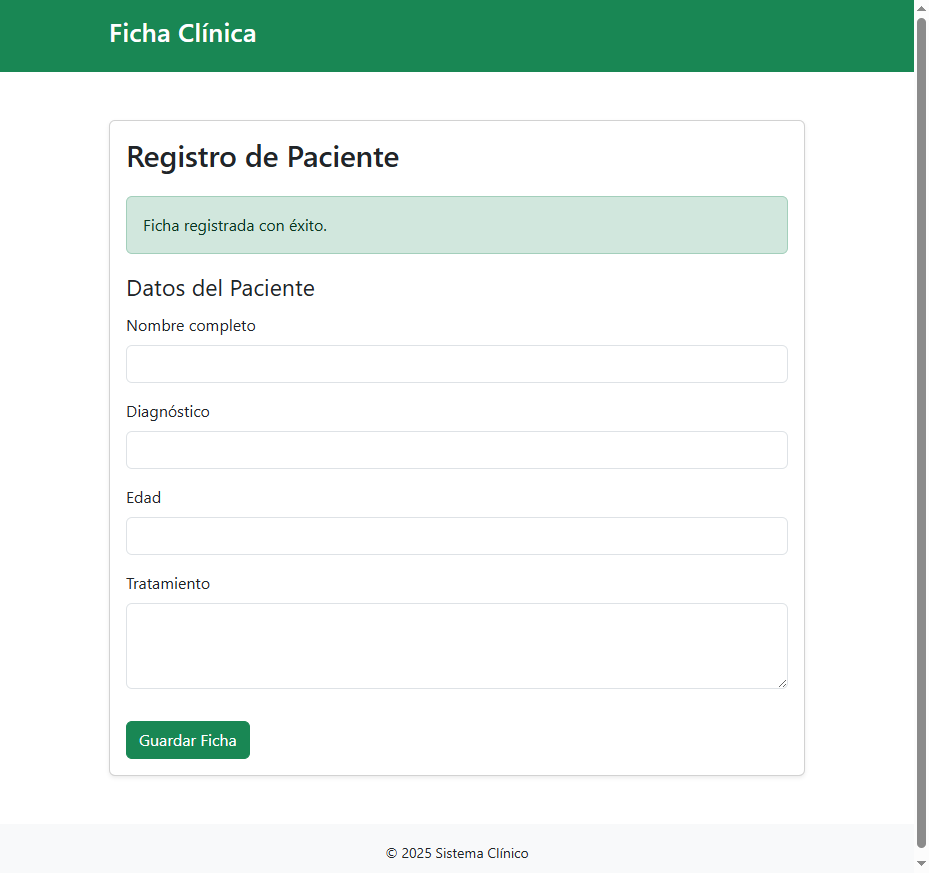 Ficha Clínica
Registro de Paciente
Ficha registrada con éxito.
Datos del Paciente
Nombre completo
Diagnóstico
Edad
Tratamiento
Guardar Ficha
© 2025 Sistema Clínico